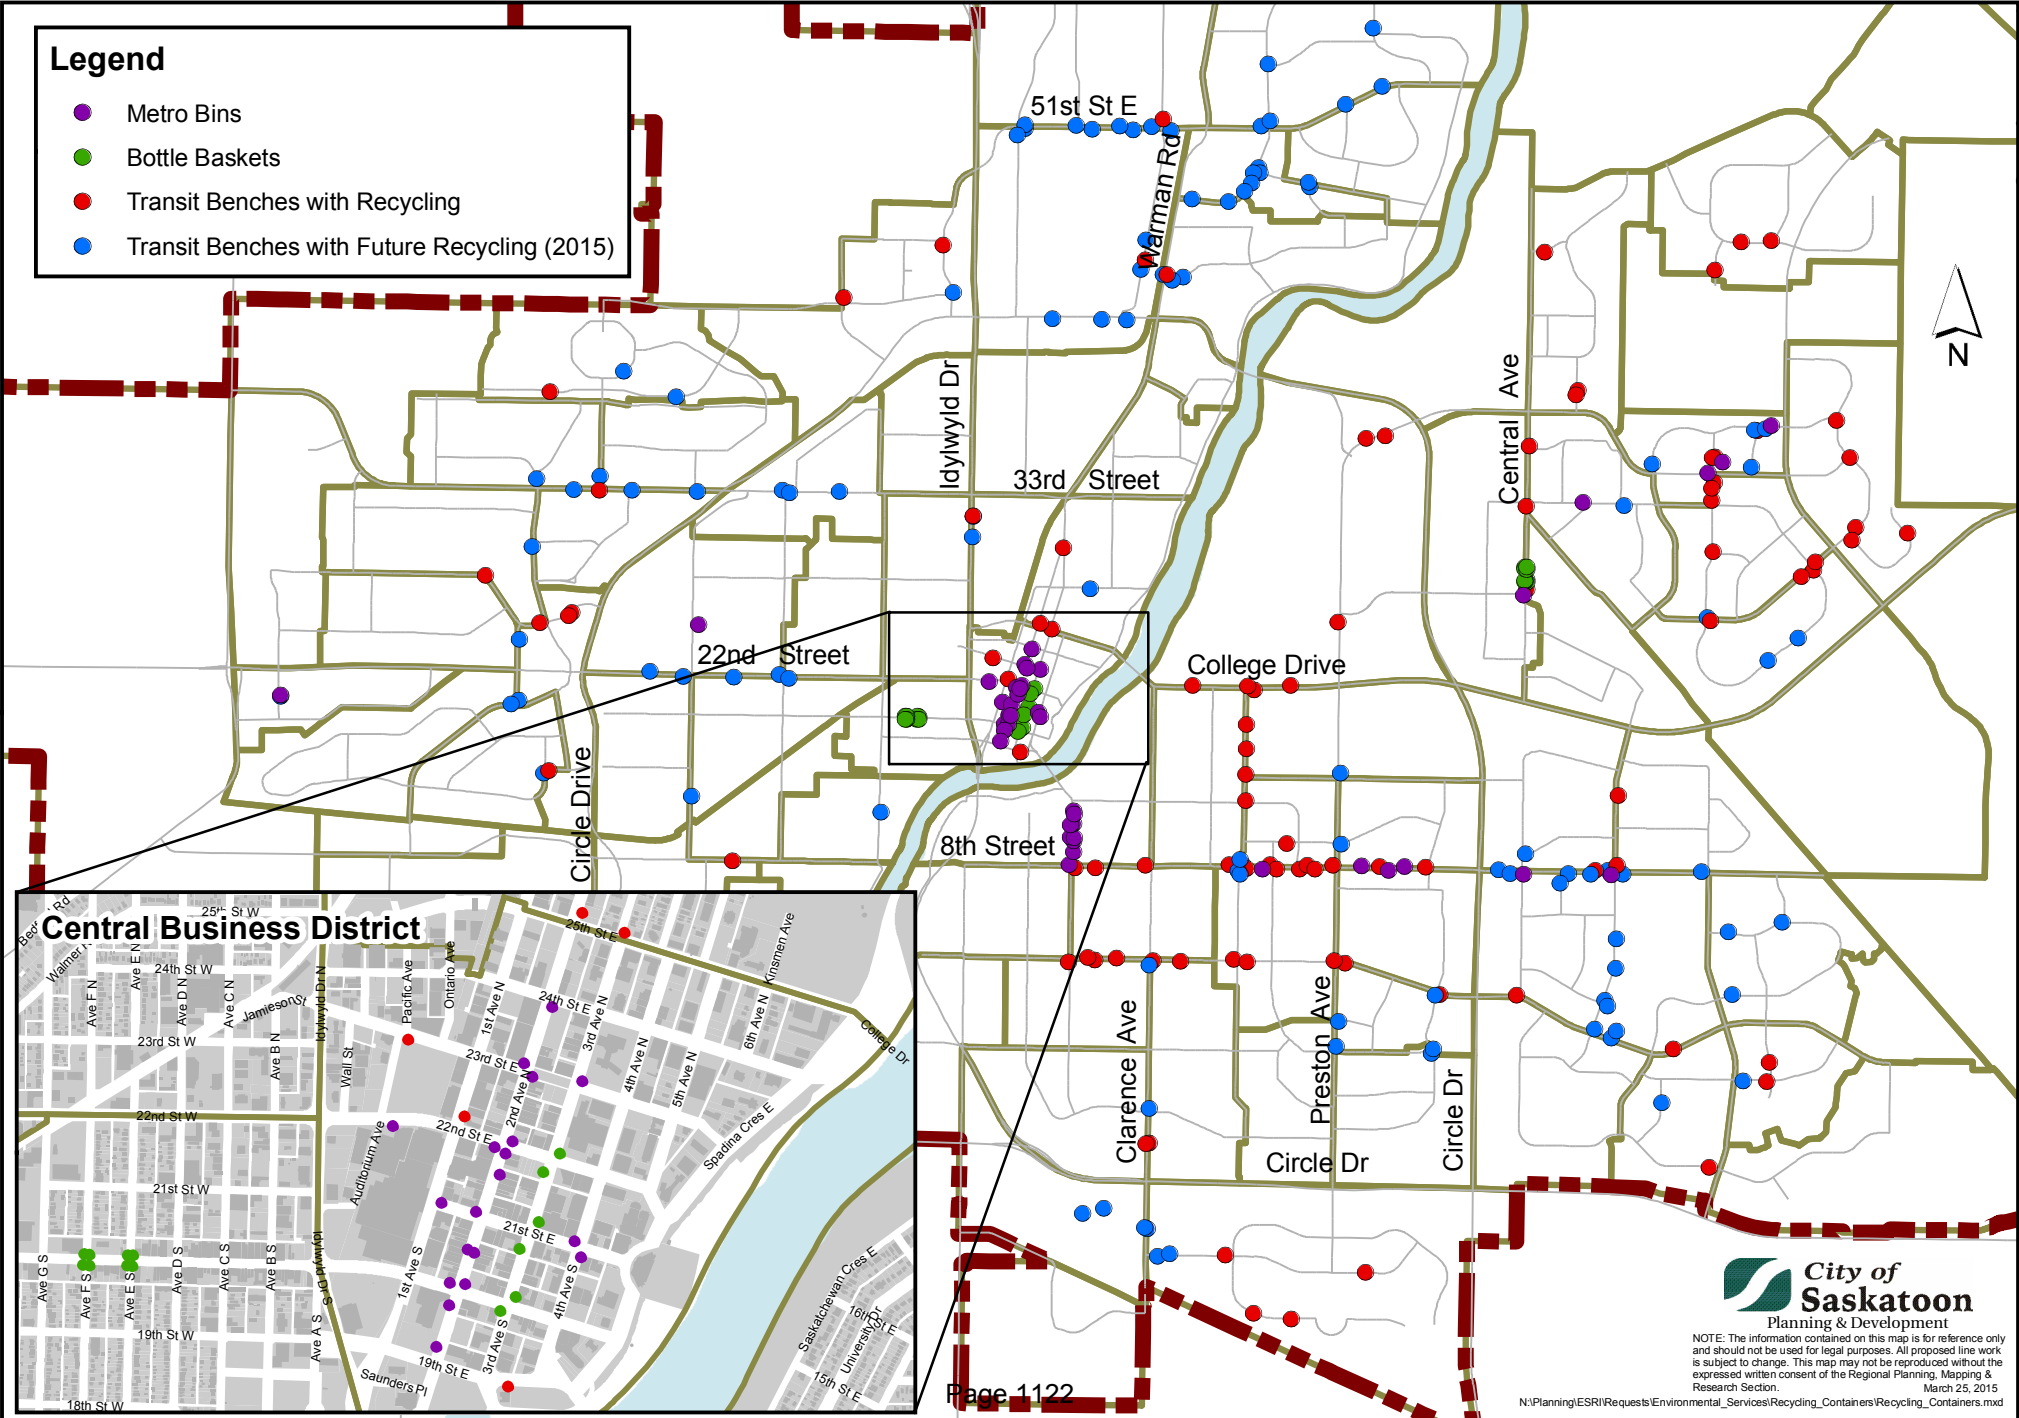 Legend
Metro Bins
Bottle Baskets
Transit Benches with Recycling
Transit Benches with Future Recycling (2015)
51st St E
Warman Rd
Idylwyld Dr
33rd Street
Central Ave
N
22nd Street
College Drive
Circle Drive
8th Street
Clarence Ave
Preston Ave
Circle Dr
Circle Dr
Central Business District
25th St W
25th St E
24th St W
24th St E
Jamieson St
23rd St W
23rd St E
22nd St W
22nd St E
21st St W
21st St E
19th St W
19th St E
18th St W
Saunders Pl
Ave F N
Ave E N
Ave D N
Ave C N
Ave B N
Idylwyld Dr N
Wall St
Pacific Ave
Ontario Ave
1st Ave N
2nd Ave N
3rd Ave N
4th Ave N
5th Ave N
6th Ave N
Kinsmen Ave
College Dr
Spadina Cres E
Auditorium Ave
Ave G S
Ave F S
Ave E S
Ave D S
Ave C S
Ave B S
Ave A S
Idylwyld Dr S
1st Ave S
3rd Ave S
4th Ave S
Saskatchewan Cres E
University Dr
16th St E
15th St E
Page 1122
City of
Saskatoon
Planning & Development
NOTE: The information contained on this map is for reference only
and should not be used for legal purposes. All proposed line work
is subject to change. This map may not be reproduced without the
expressed written consent of the Regional Planning, Mapping &
Research Section.
March 25, 2015
N:\Planning\ESRI\Requests\Environmental_Services\Recycling_Containers\Recycling_Containers.mxd